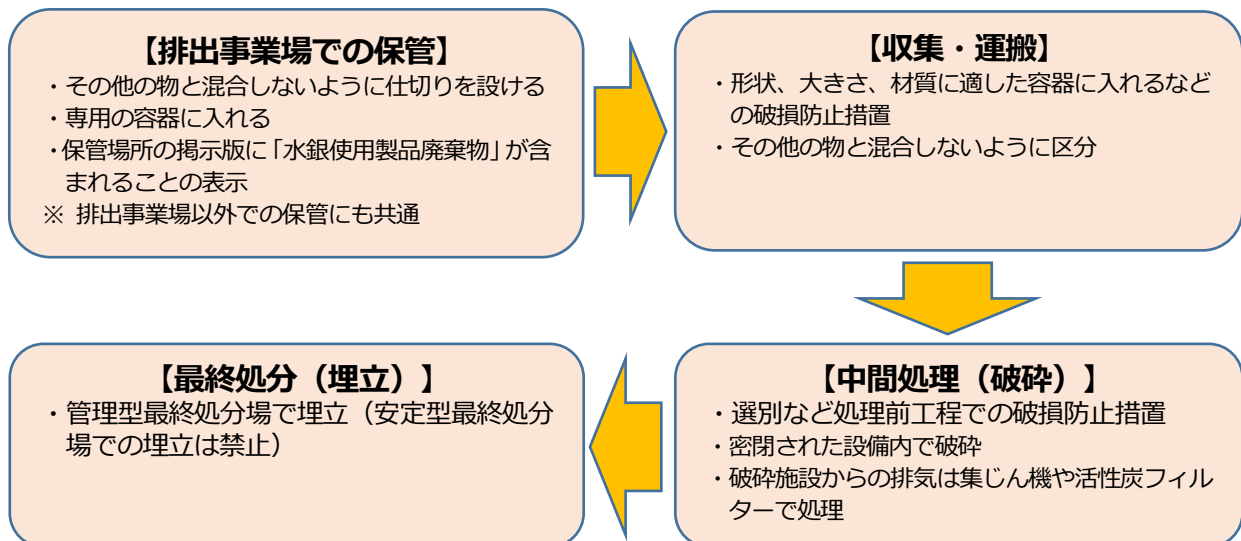 【排出事業場での保管】
・その他の物と混合しないように仕切りを設ける
・専用の容器に入れる
・保管場所の掲示版に「水銀使用製品廃棄物」が含
まれることの表示
※ 排出事業場以外での保管にも共通
【収集・運搬】
・形状、大きさ、材質に適した容器に入れるなど
の破損防止措置
・その他の物と混合しないように区分
【中間処理（破砕）】
・選別など処理前工程での破損防止措置
・密閉された設備内で破砕
・破砕施設からの排気は集じん機や活性炭フィル
ターで処理
【最終処分（埋立）】
・管理型最終処分場で埋立（安定型最終処分
場での埋立は禁止）